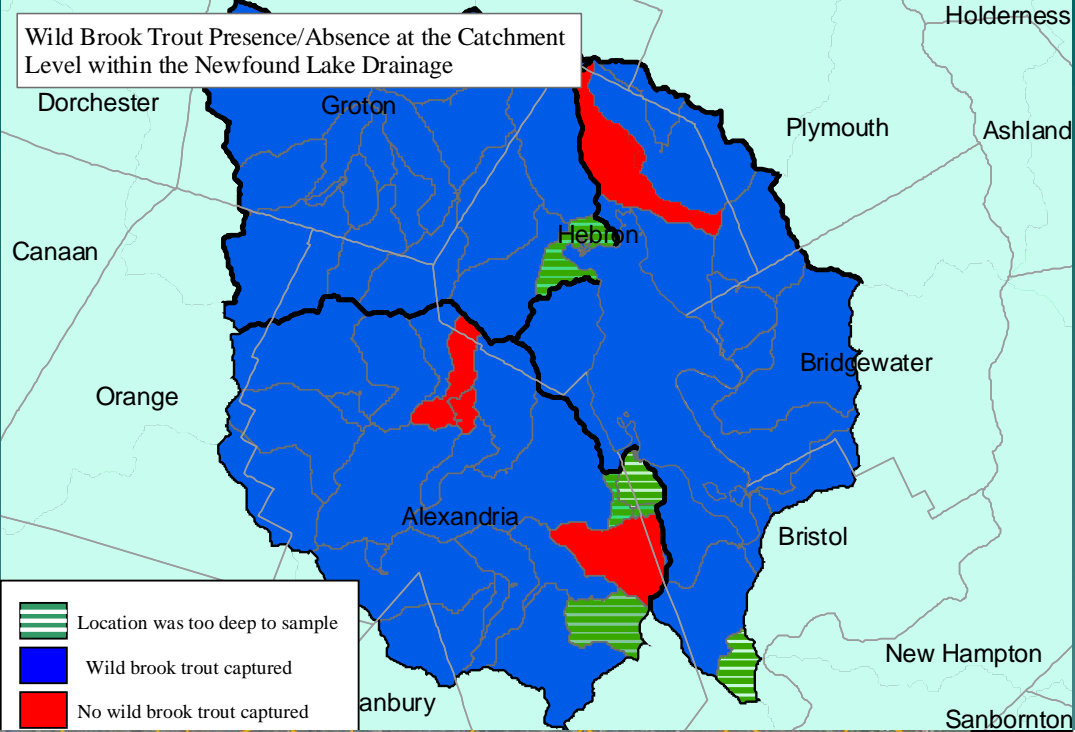 Holderness
Wild Brook Trout Presence/Absence at the Catchment
Level within the Newfound Lake Drainage
Dorchester
Groton
Plymouth
Ashland
Hebron
Canaan
Bridgewater
Orange
Alexandria
Bristol
Location was too deep to sample
Wild brook trout captured
No wild brook trout captured
New Hampton
anbury
Sanbornton